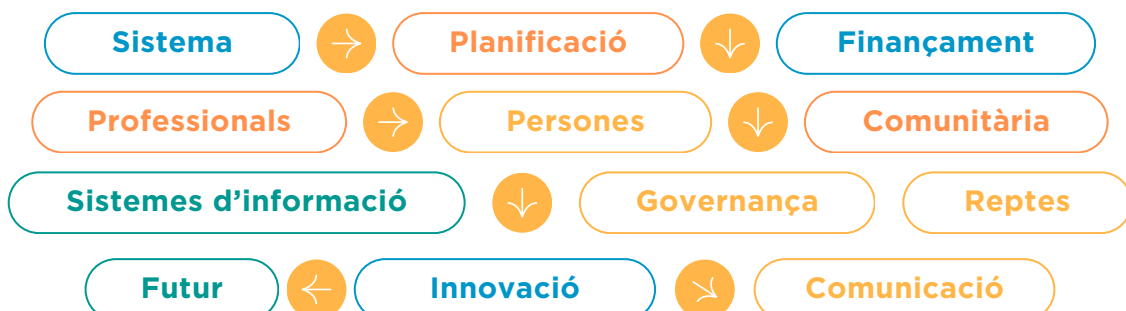 Sistema Planificació Finançament
Professionals Persones Comunitària
Sistemes d’informació Governança Reptes
Futur Innovació Comunicació